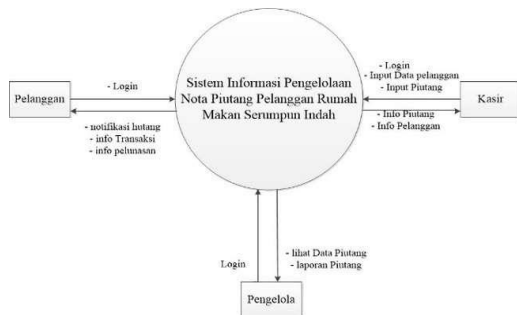 Pelanggan
- Login
- notifikasi hutang
- info Transaksi
- info pelunasan
Sistem Informasi Pengelolaan
Nota Piutang Pelanggan Rumah
Makan Serumpun Indah
- Login
- Input Data pelanggan
- Input Piutang
- Info Piutang
- Info Pelanggan
Kasir
Login
- lihat Data Piutang
- laporan Piutang
Pengelola